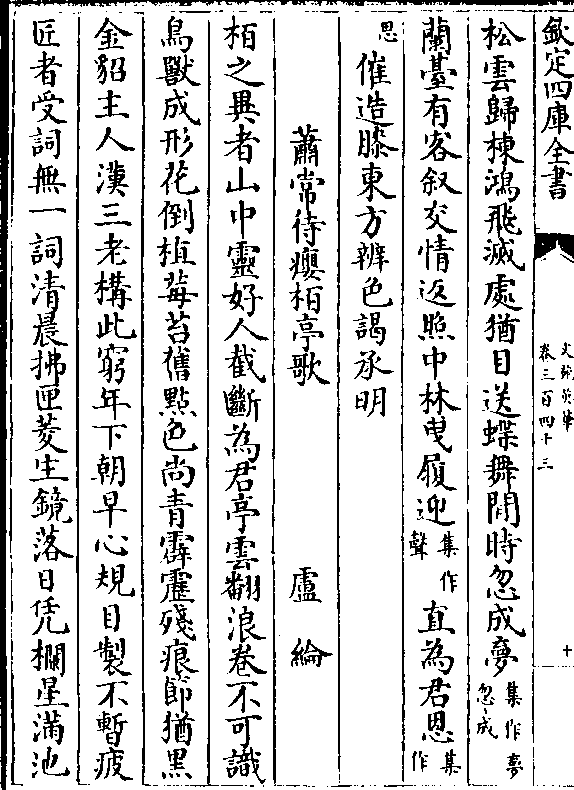 欽定四庫全書
文苑英華
卷三百四十三
十
松雲歸棟鴻飛滅處猶目送蝶舞閒時忽成夢集作夢忽成
蘭臺有客叙交情返照中林曳履迎集作聲直為君恩集作
思催造膝東方辨色謁承明
蕭常待癭栢亭歌
盧綸
栢之異者山中靈好人截斷為君亭雲翻浪卷不可識
鳥獸成形花倒植莓苔舊點色尚青霹靂殘痕節猶黒
金貂主人漢三老構此窮年下朝早心規目製不暫疲
匠者受詞無一詞清晨拂匣菱生鏡落日凭欄星滿池